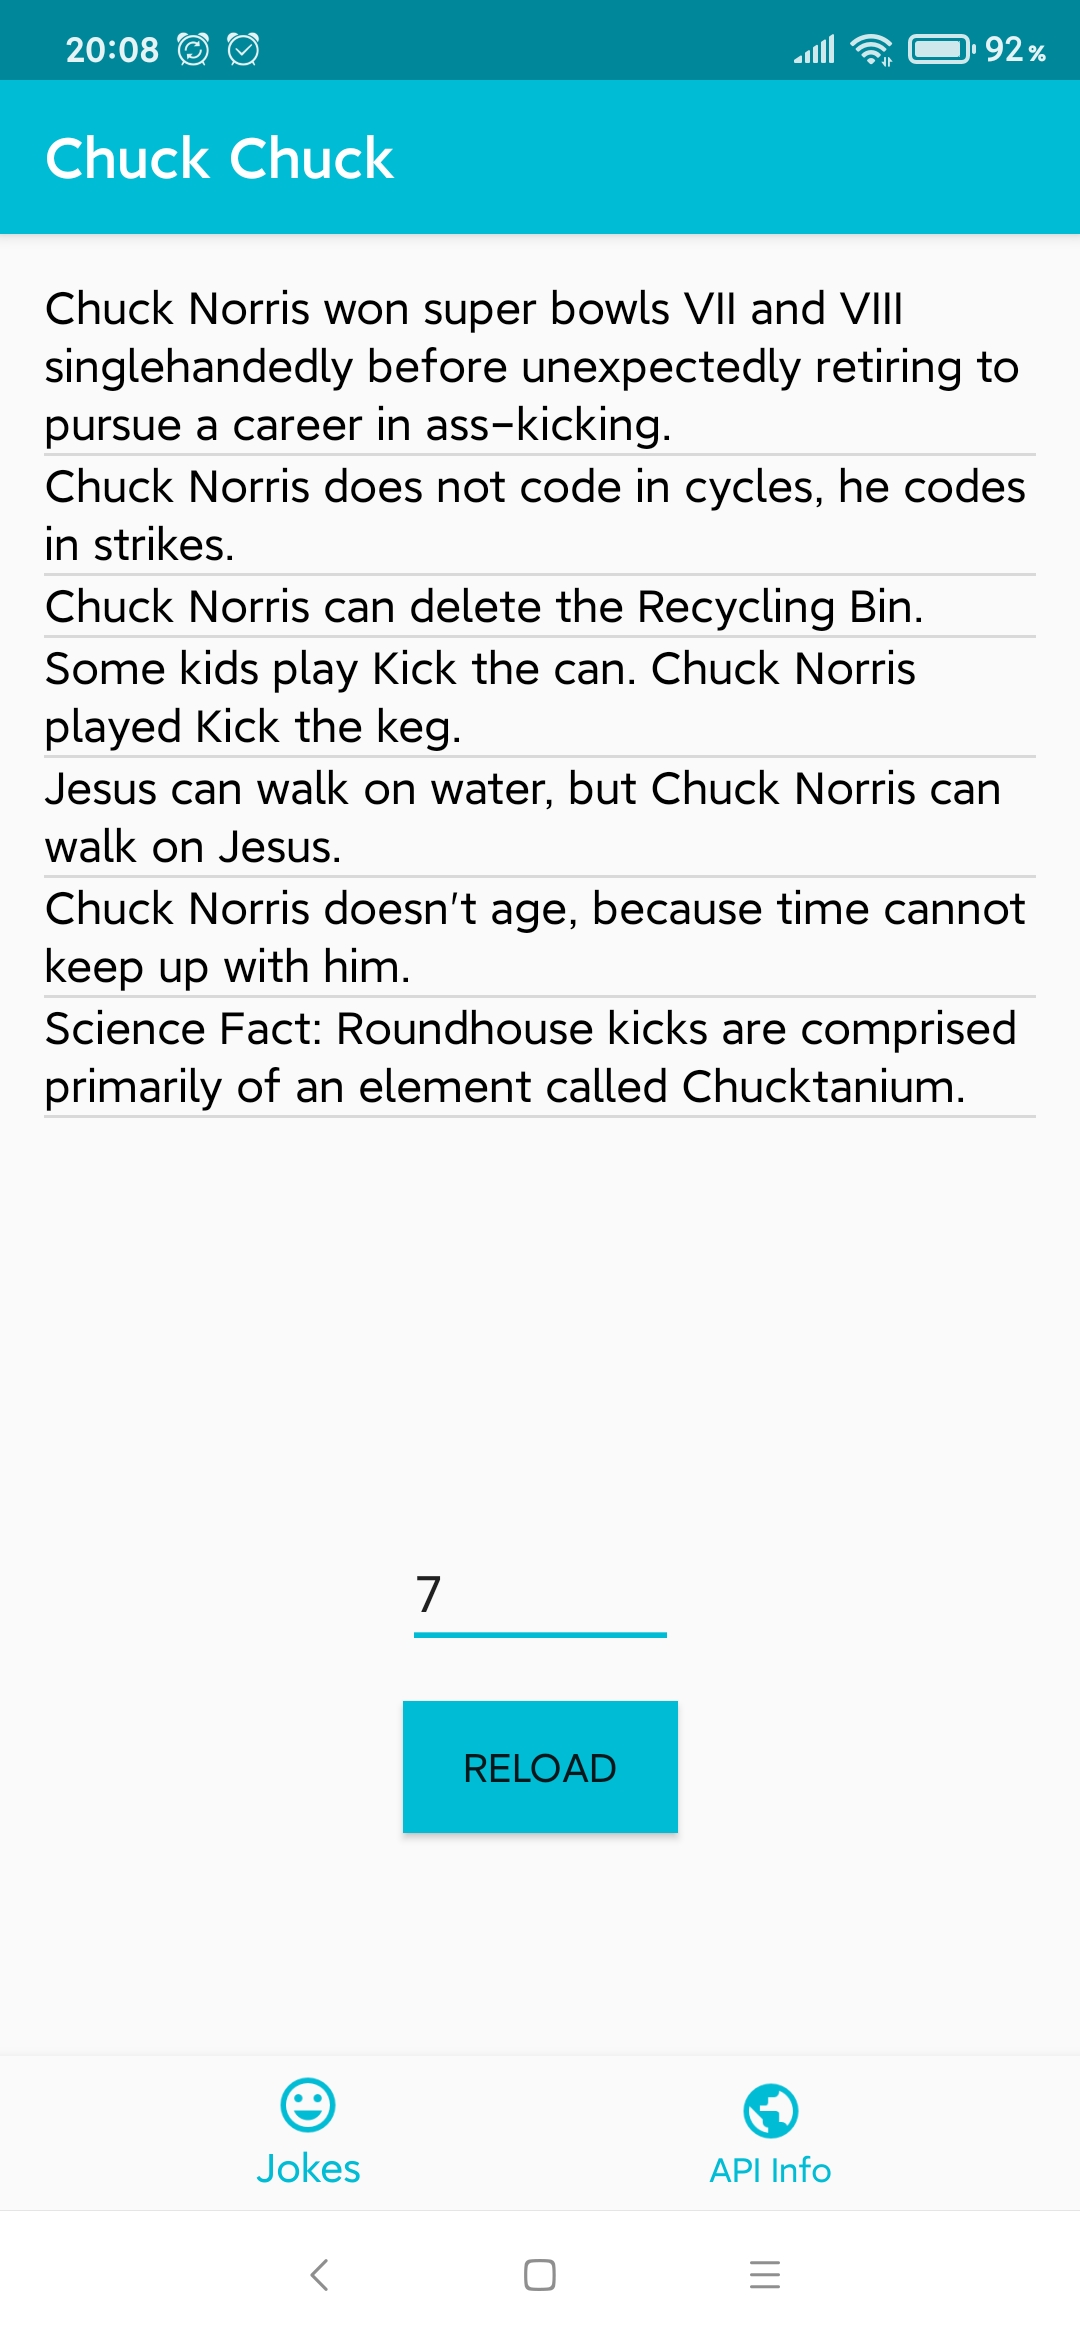 20:08
92%
Chuck Chuck
Chuck Norris won super bowls VII and VIII
singlehandedly before unexpectedly retiring to
pursue a career in ass-kicking.
Chuck Norris does not code in cycles, he codes
in strikes.
Chuck Norris can delete the Recycling Bin.
Some kids play Kick the can. Chuck Norris
played Kick the keg.
Jesus can walk on water, but Chuck Norris can
walk on Jesus.
Chuck Norris doesn't age, because time cannot
keep up with him.
Science Fact: Roundhouse kicks are comprised
primarily of an element called Chucktanium.
7
RELOAD
Jokes
API Info